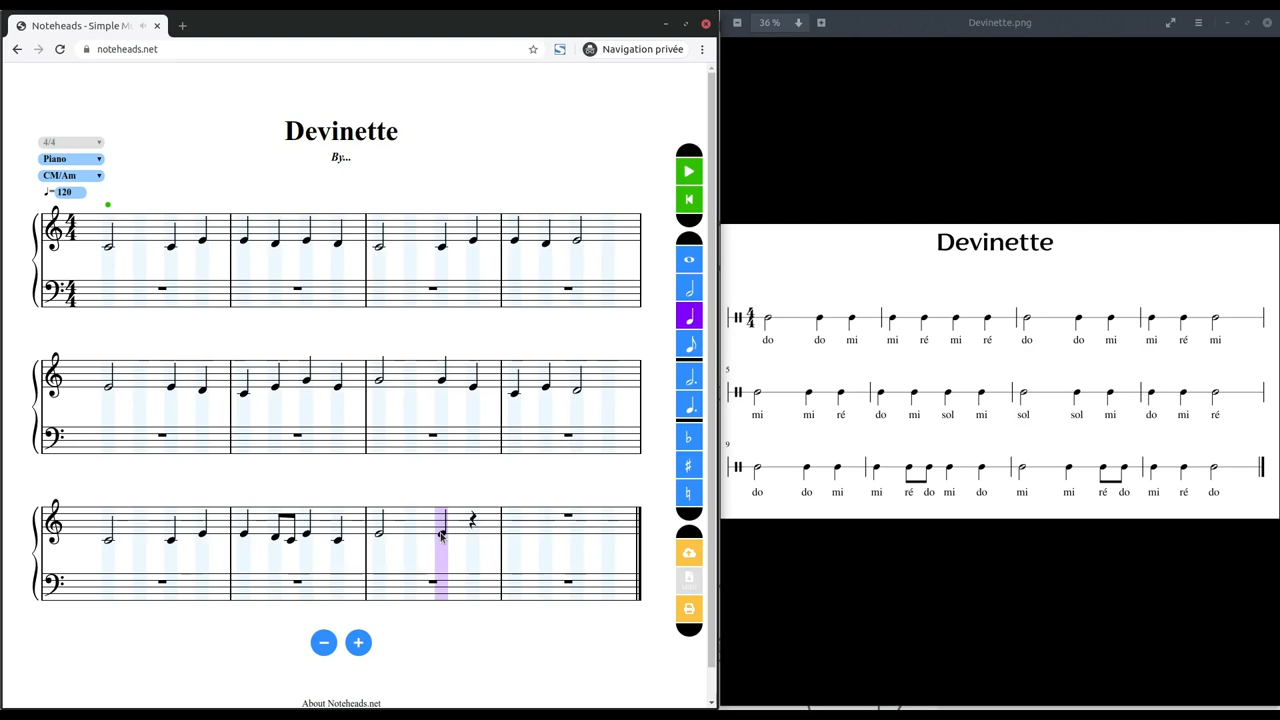 Noteheads - Simple M
36 %
Devinette.png
noteheads.net
Navigation privée
Devinette
By...
4/4
Piano
CM/Am
=120
Devinette
do do mi mi ré mi ré do do mi mi ré mi
5
mi mi ré do mi sol mi sol sol mi do mi ré
9
do do mi mi ré do mi do mi mi ré do mi ré do
About Noteheads.net